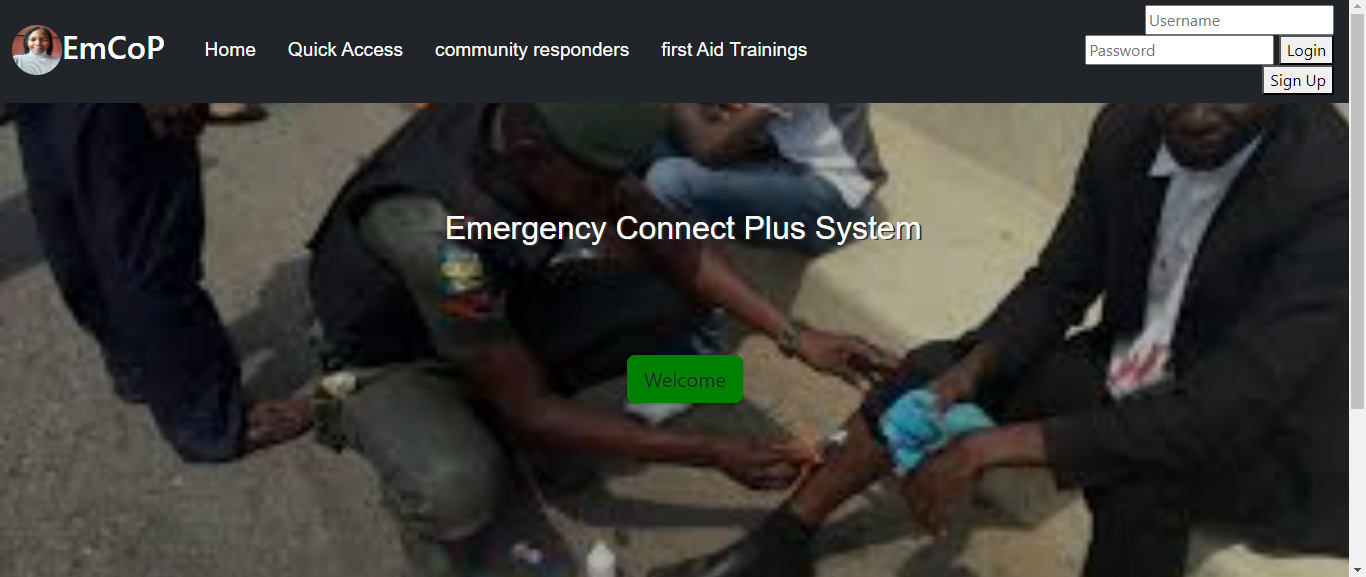 EmCoP
Home
Quick Access
community responders
first Aid Trainings
Username
Password
Login
Sign Up
Emergency Connect Plus System
Welcome